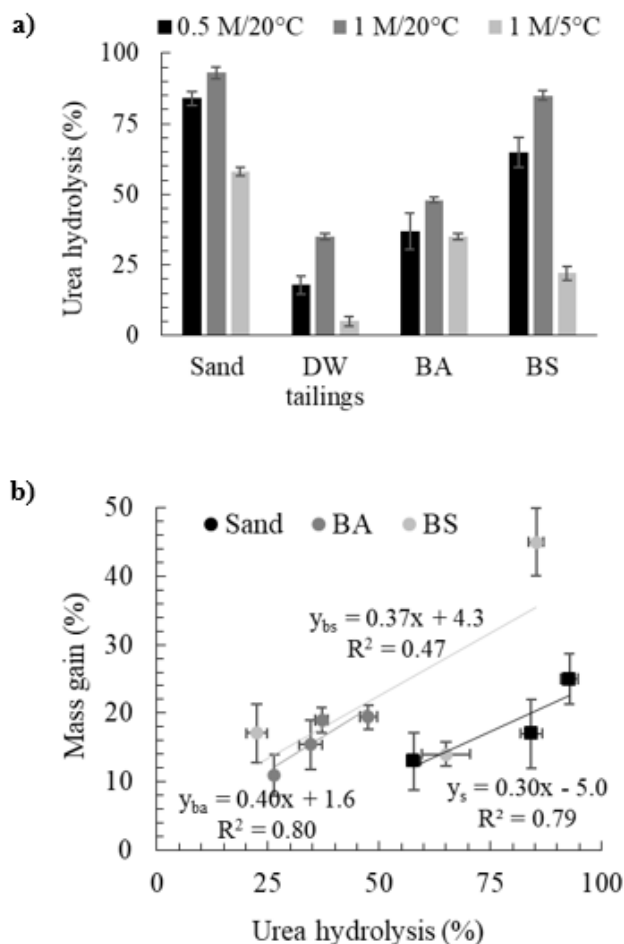 a)
0.5 M/20°C 1 M/20°C 1 M/5°C
Urea hydrolysis (%)
100
75
50
25
0
Sand DW tailings BA BS
b)
Sand BA BS
Mass gain (%)
50
40
30
20
10
0
y_bs = 0.37x + 4.3
R² = 0.47
y_ba = 0.40x + 1.6
R² = 0.80
y_s = 0.30x - 5.0
R² = 0.79
0 25 50 75 100
Urea hydrolysis (%)